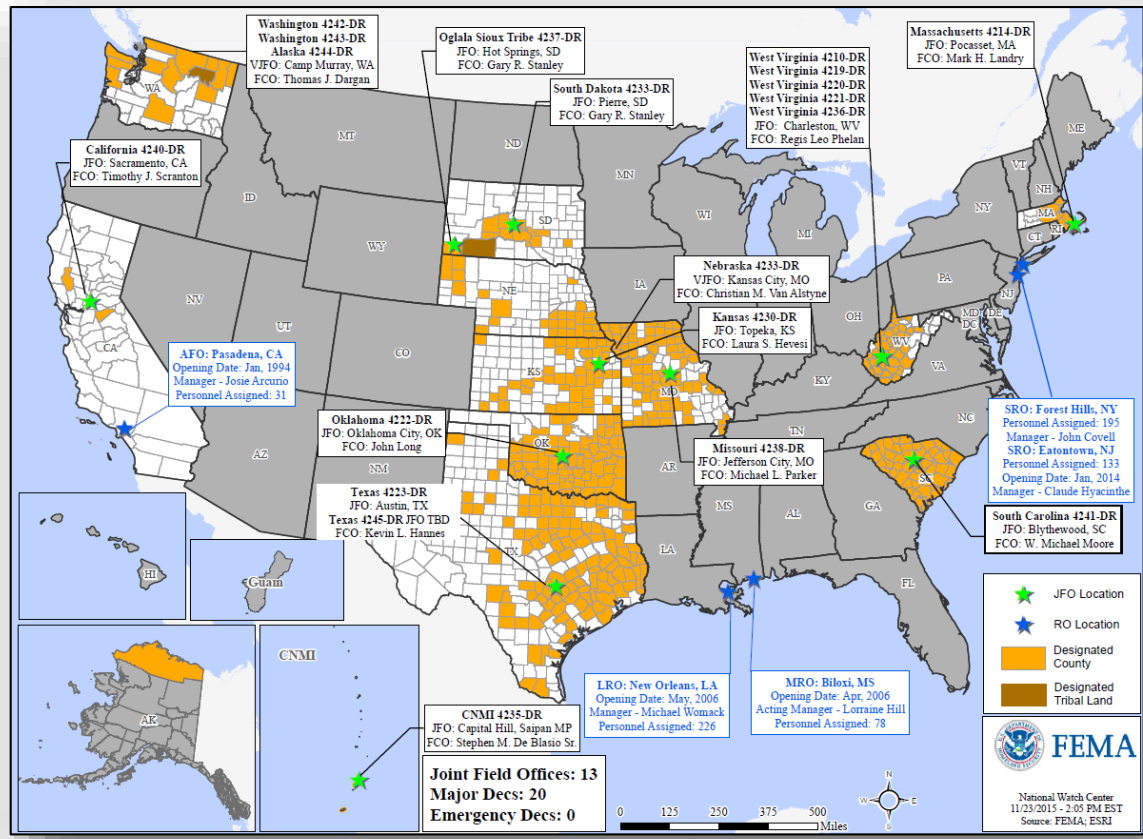 Washington 4242-DR
Washington 4243-DR
Alaska 4244-DR
VJFO: Camp Murray, WA
FCO: Thomas J. Dargan
Oglala Sioux Tribe 4237-DR
JFO: Hot Springs, SD
FCO: Gary R. Stanley
South Dakota 4233-DR
JFO: Pierre, SD
FCO: Gary R. Stanley
West Virginia 4210-DR
West Virginia 4219-DR
West Virginia 4220-DR
West Virginia 4221-DR
West Virginia 4236-DR
JFO: Charleston, WV
FCO: Regis Leo Phelan
Massachusetts 4214-DR
JFO: Pocasset, MA
FCO: Mark H. Landry
California 4240-DR
JFO: Sacramento, CA
FCO: Timothy J. Scranton
Nebraska 4233-DR
VJFO: Kansas City, MO
FCO: Christian M. Van Alstyne
Kansas 4230-DR
JFO: Topeka, KS
FCO: Laura S. Hevesi
AFO: Pasadena, CA
Opening Date: Jan, 1994
Manager - Josie Arcurio
Personnel Assigned: 31
Oklahoma 4222-DR
JFO: Oklahoma City, OK
FCO: John Long
Missouri 4238-DR
JFO: Jefferson City, MO
FCO: Michael L. Parker
SRO: Forest Hills, NY
Personnel Assigned: 195
Manager - John Covell
SRO: Eatontown, NJ
Personnel Assigned: 133
Opening Date: Jan, 2014
Manager - Claude Hyacinthe
Texas 4223-DR
JFO: Austin, TX
Texas 4245-DR JFO TBD
FCO: Kevin L. Hannes
South Carolina 4241-DR
JFO: Blythewood, SC
FCO: W. Michael Moore
LRO: New Orleans, LA
Opening Date: May, 2006
Manager - Michael Womack
Personnel Assigned: 226
MRO: Biloxi, MS
Opening Date: Apr, 2006
Acting Manager - Lorraine Hill
Personnel Assigned: 78
CNMI 4235-DR
JFO: Capital Hill, Saipan MP
FCO: Stephen M. De Blasio Sr.
Joint Field Offices: 13
Major Decs: 20
Emergency Decs: 0
WA
MT
ND
MN
ME
VT
NH
MA
RI
CT
NY
WI
MI
SD
ID
WY
NE
IA
PA
NJ
MD
DE
DC
OH
WV
VA
NV
UT
CO
CA
KS
MO
KY
NC
TN
AZ
NM
OK
AR
SC
MS
AL
GA
TX
LA
FL
HI
Guam
AK
CNMI
JFO Location
RO Location
Designated
County
Designated
Tribal Land
FEMA
National Watch Center
11/23/2015 - 2:05 PM EST
Source: FEMA; ESRI
N
W
E
S
0 125 250 375 500
Miles